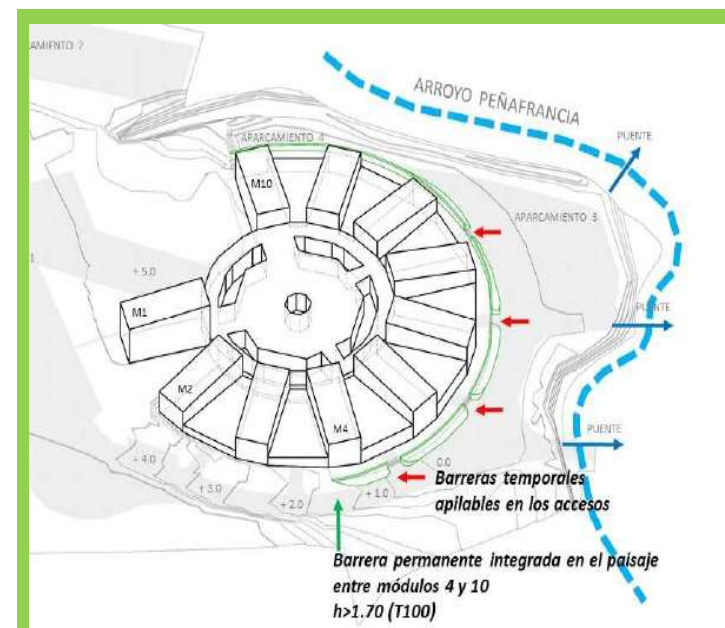 AMIENTO 2
ARROYO PEÑAFRANCIA
PUENTE
APARCAMIENTO 4
M10
APARCAMIENTO 3
+ 5.0
M1
PUENTE
M2
M4
PUENTE
+ 4.0
+ 3.0
+ 2.0
+ 1.0
0.0
Barreras temporales
apilables en los accesos
Barrera permanente integrada en el paisaje
entre módulos 4 y 10
h>1.70 (T100)